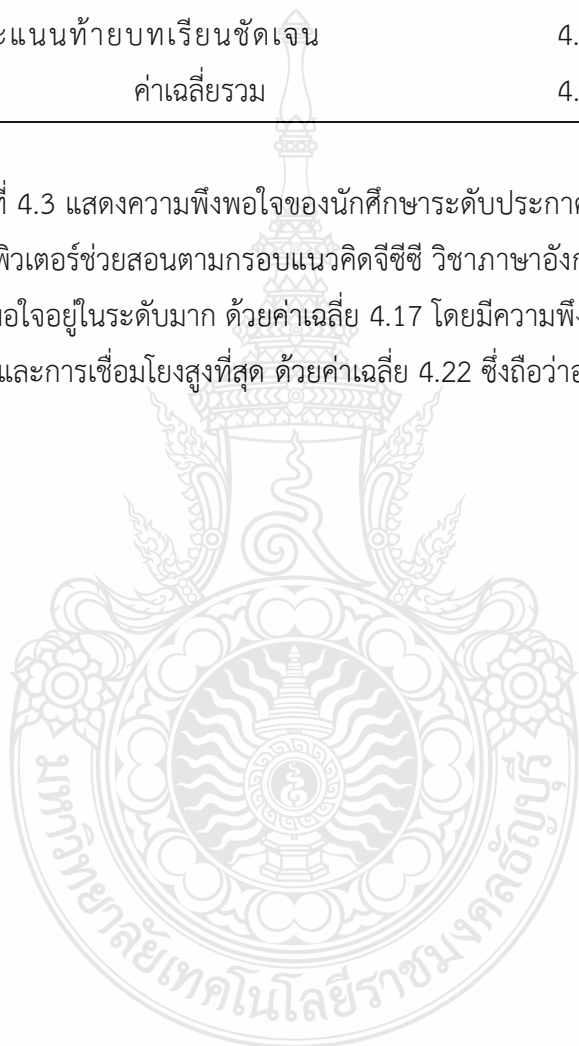 ะแนนท้ายบทเรียนชัดเจน 4.
ค่าเฉลี่ยรวม 4.
ที่ 4.3 แสดงความพึงพอใจของนักศึกษาระดับประกาศ
พิวเตอร์ช่วยสอนตามกรอบแนวคิดจีซีซี วิชาภาษาอังก
อใจอยู่ในระดับมาก ด้วยค่าเฉลี่ย 4.17 โดยมีความพึง
และการเชื่อมโยงสูงที่สุด ด้วยค่าเฉลี่ย 4.22 ซึ่งถือว่าอ
มหาวิทยาลัยเทคโนโลยีราชมงคลธัญบุรี